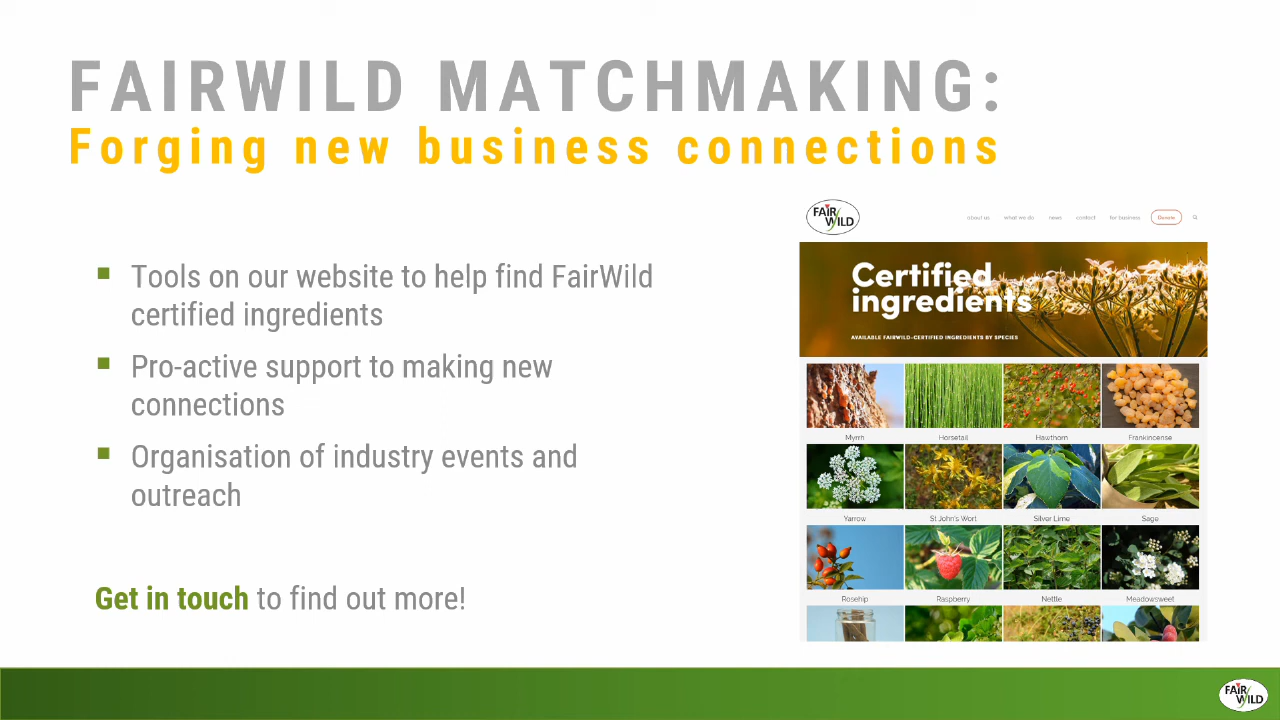 FAIRWILD MATCHMAKING:
Forging new business connections
Tools on our website to help find FairWild
certified ingredients
Pro-active support to making new
connections
Organisation of industry events and
outreach
Get in touch to find out more!
FAIR WILD
about us what we do news contact for business Donate
Certified
ingredients
AVAILABLE FAIRWILD-CERTIFIED INGREDIENTS BY SPECIES
Myrrh Horsetail Hawthorn Frankincense
Yarrow St John's Wort Silver Lime Sage
Rosehip Raspberry Nettle Meadowsweet
FAIR WILD